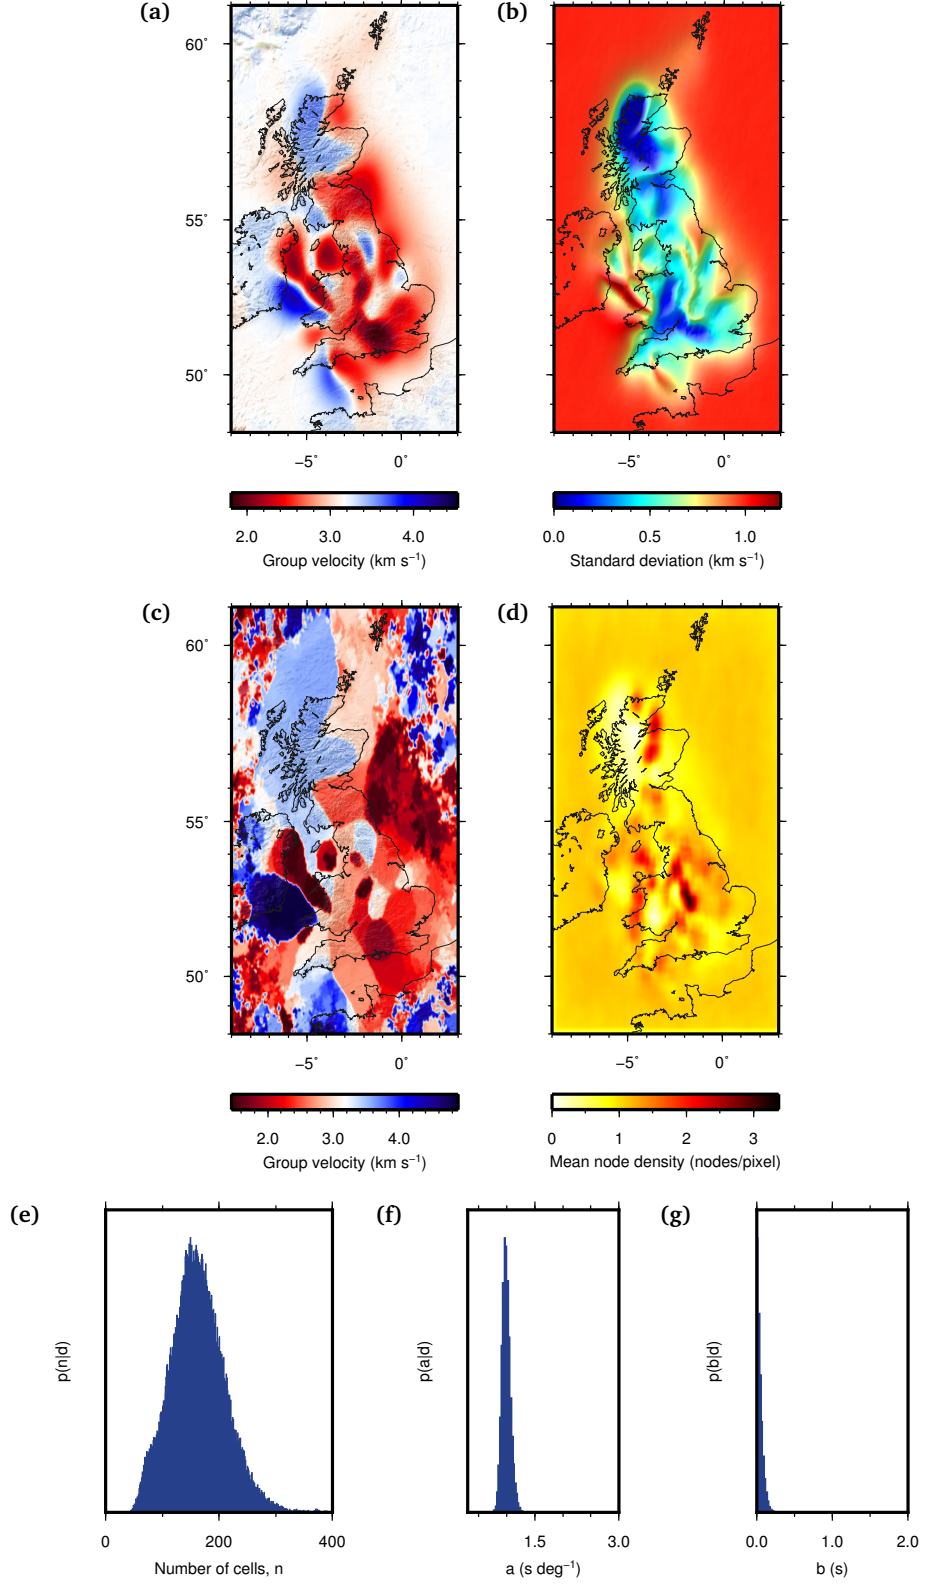 (a)
(b)
60°
55°
50°
−5°
0°
−5°
0°
2.0 3.0 4.0
Group velocity (km s⁻¹)
0.0 0.5 1.0
Standard deviation (km s⁻¹)
(c)
(d)
60°
55°
50°
−5°
0°
−5°
0°
2.0 3.0 4.0
Group velocity (km s⁻¹)
0 1 2 3
Mean node density (nodes/pixel)
(e)
(f)
(g)
p(n|d)
p(a|d)
p(b|d)
0 200 400
Number of cells, n
1.5 3.0
a (s deg⁻¹)
0.0 1.0 2.0
b (s)